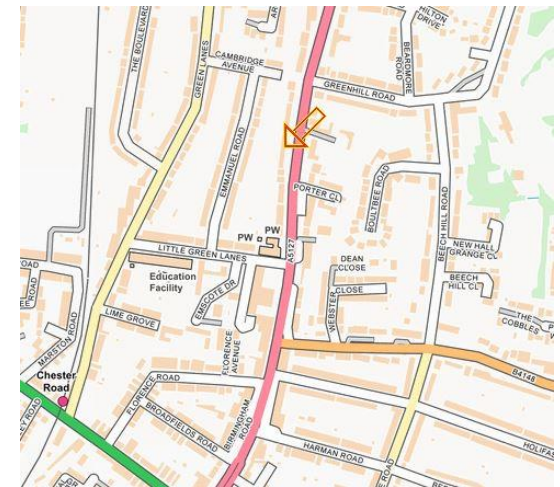 HILTON
DRIVE
THE BOULEVARD
GREEN LANES
CAMBRIDGE
AVENUE
BEARDMORE
ROAD
GREENHILL ROAD
EMMANUEL ROAD
PORTER CL
BOULTBEE ROAD
BEECH HILL ROAD
PW
PW
LITTLE GREEN LANES
A5127
NEW HALL
GRANGE CL
DEAN
CLOSE
Education
Facility
EMSCOTE DR
WEBSTER CLOSE
BEECH
HILL CL
LIME GROVE
THE
COBBLES
MARSTON ROAD
FLORENCE
AVENUE
B4148
Chester
Road
FLORENCE ROAD
BROADFIELDS ROAD
BIRMINGHAM
ROAD
HARMAN ROAD